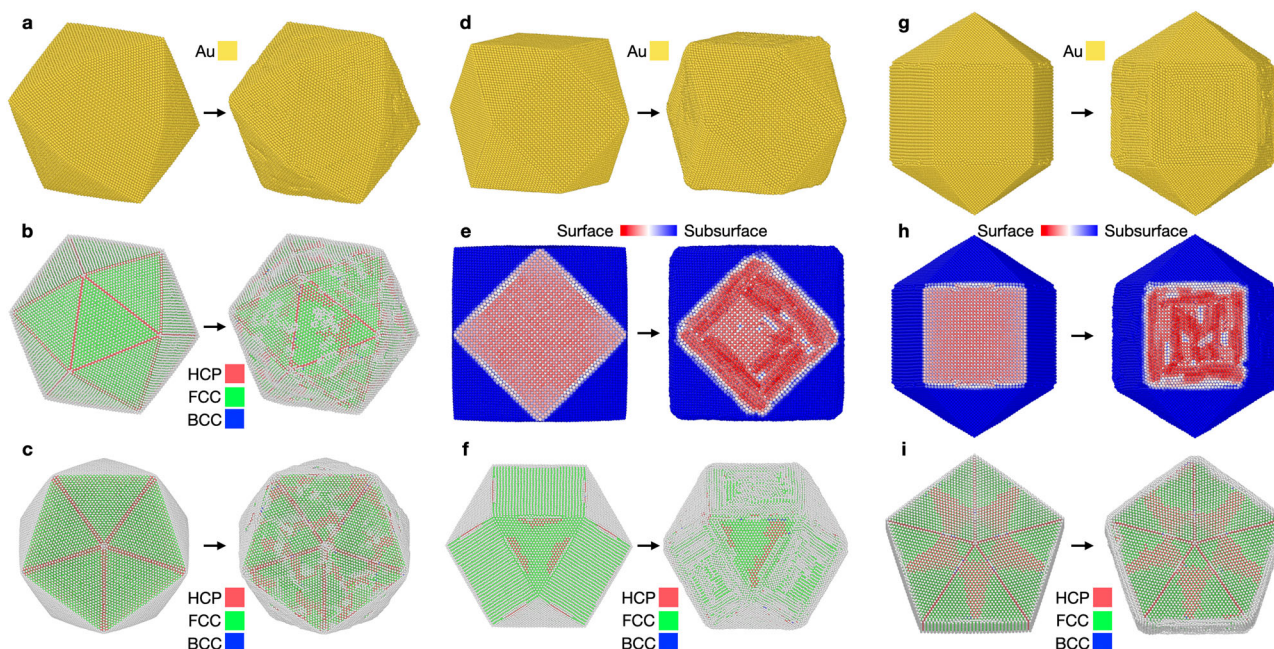 a
Au
b
HCP
FCC
BCC
c
HCP
FCC
BCC
d
Au
e
Surface Subsurface
f
HCP
FCC
BCC
g
Au
h
Surface Subsurface
i
HCP
FCC
BCC